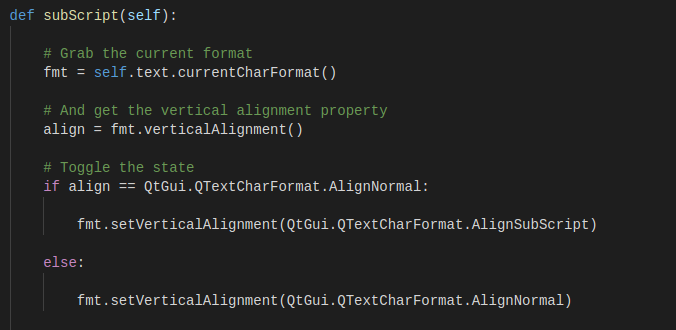 def subScript(self):
# Grab the current format
fmt = self.text.currentCharFormat()
# And get the vertical alignment property
align = fmt.verticalAlignment()
# Toggle the state
if align == QtGui.QTextCharFormat.AlignNormal:
fmt.setVerticalAlignment(QtGui.QTextCharFormat.AlignSubScript)
else:
fmt.setVerticalAlignment(QtGui.QTextCharFormat.AlignNormal)